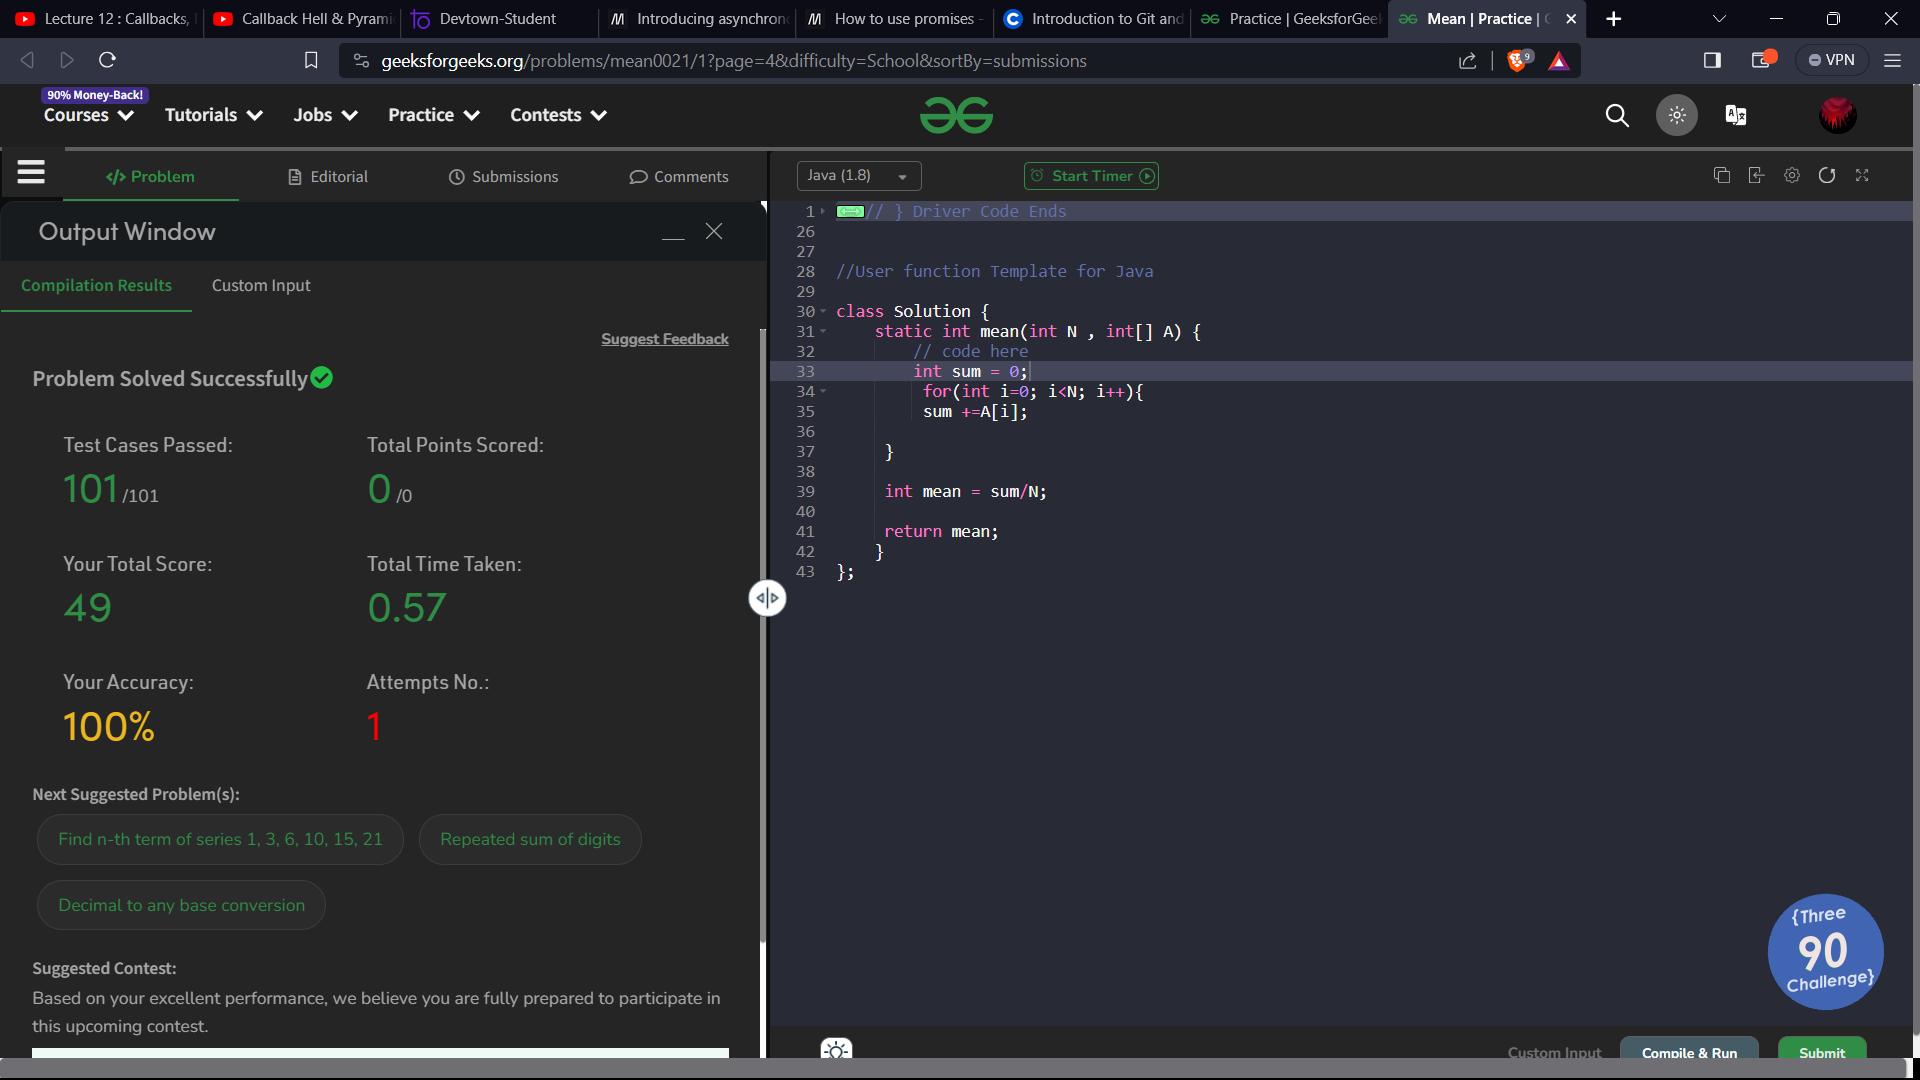 Lecture 12 : Callbacks,
Callback Hell & Pyrami
Devtown-Student
Introducing asynchron
How to use promises -
Introduction to Git and
Practice | GeeksforGee
Mean | Practice |
geeksforgeeks.org/problems/mean0021/1?page=4&difficulty=School&sortBy=submissions
9
VPN
90% Money-Back!
Courses
Tutorials
Jobs
Practice
Contests
</> Problem
Editorial
Submissions
Comments
Java (1.8)
Start Timer
Output Window
Compilation Results
Custom Input
Suggest Feedback
Problem Solved Successfully
Test Cases Passed:
101 /101
Total Points Scored:
0 /0
Your Total Score:
49
Total Time Taken:
0.57
Your Accuracy:
100%
Attempts No.:
1
Next Suggested Problem(s):
Find n-th term of series 1, 3, 6, 10, 15, 21
Repeated sum of digits
Decimal to any base conversion
Suggested Contest:
Based on your excellent performance, we believe you are fully prepared to participate in
this upcoming contest.
1 // } Driver Code Ends
26
27
28 //User function Template for Java
29
30 class Solution {
31 static int mean(int N , int[] A) {
32 // code here
33 int sum = 0;
34 for(int i=0; i<N; i++){
35 sum +=A[i];
36
37 }
38
39 int mean = sum/N;
40
41 return mean;
42 }
43 };
{Three
90
Challenge}
Custom Input
Compile & Run
Submit